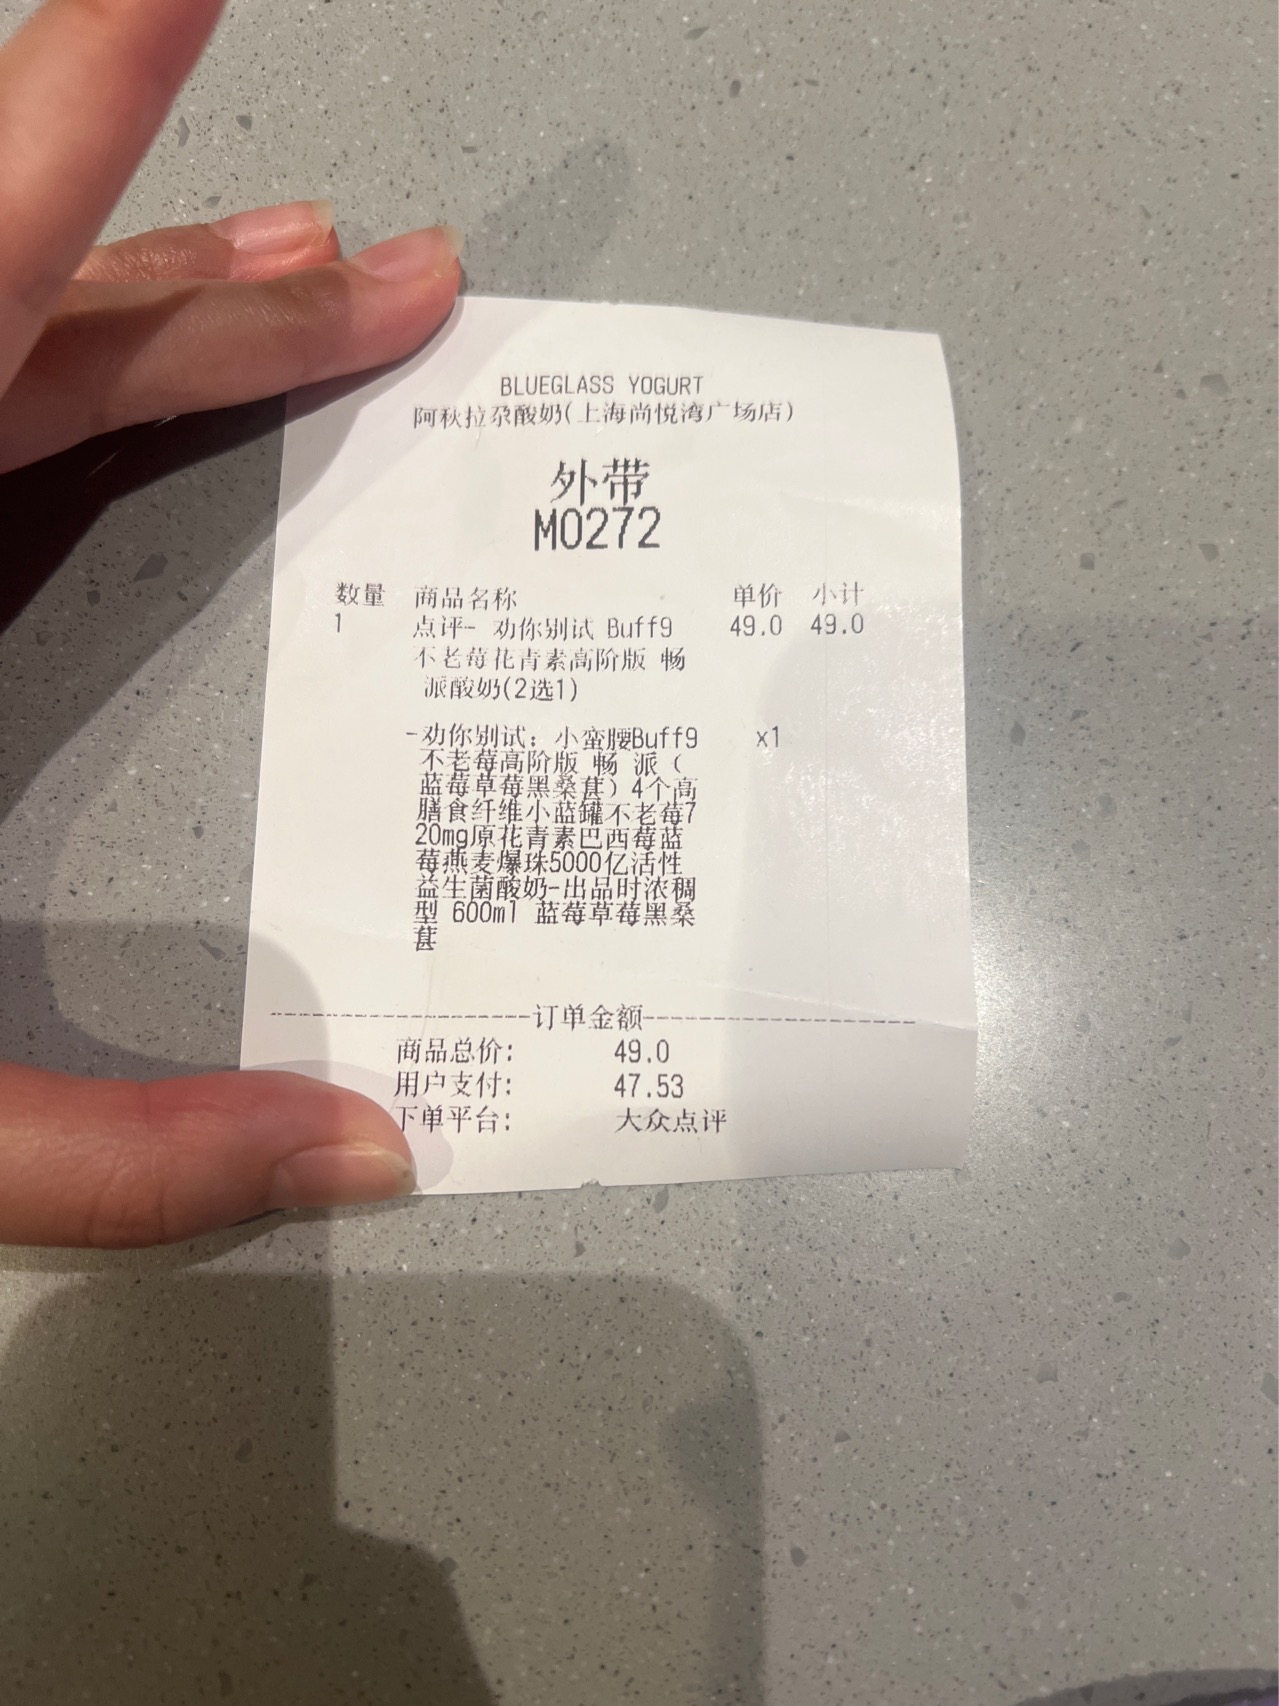 BLUEGLASS YOGURT
阿秋拉尕酸奶(上海尚悦湾广场店)
外带
M0272
数量 商品名称 单价 小计
1 点评- 劝你别试 Buff9 49.0 49.0
不老莓花青素高阶版 畅
派酸奶(2选1)
-劝你别试：小蛮腰Buff9 x1
不老莓高阶版 畅 派（
蓝莓草莓黑桑葚）4个高
膳食纤维小蓝罐不老莓7
20mg原花青素巴西莓蓝
莓燕麦爆珠5000亿活性
益生菌酸奶-出品时浓稠
型 600ml 蓝莓草莓黑桑
葚
------------------订单金额-------------------
商品总价: 49.0
用户支付: 47.53
下单平台: 大众点评